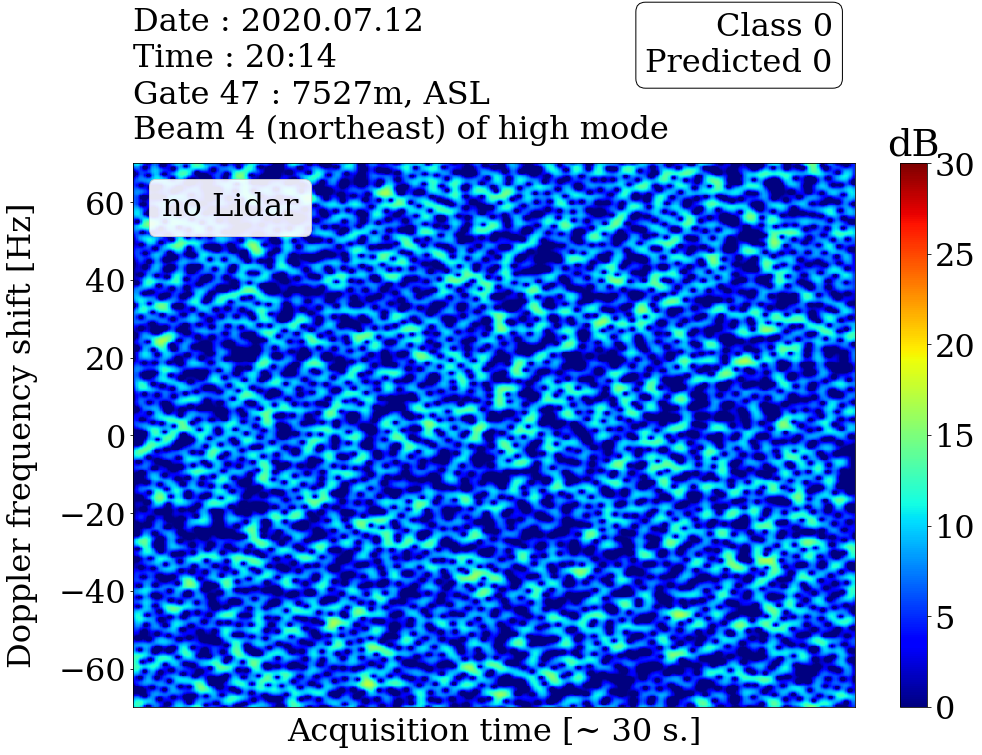 Date : 2020.07.12
Time : 20:14
Gate 47 : 7527m, ASL
Beam 4 (northeast) of high mode
Class 0
Predicted 0
dB
no Lidar
Doppler frequency shift [Hz]
60
40
20
0
−20
−40
−60
30
25
20
15
10
5
0
Acquisition time [~ 30 s.]